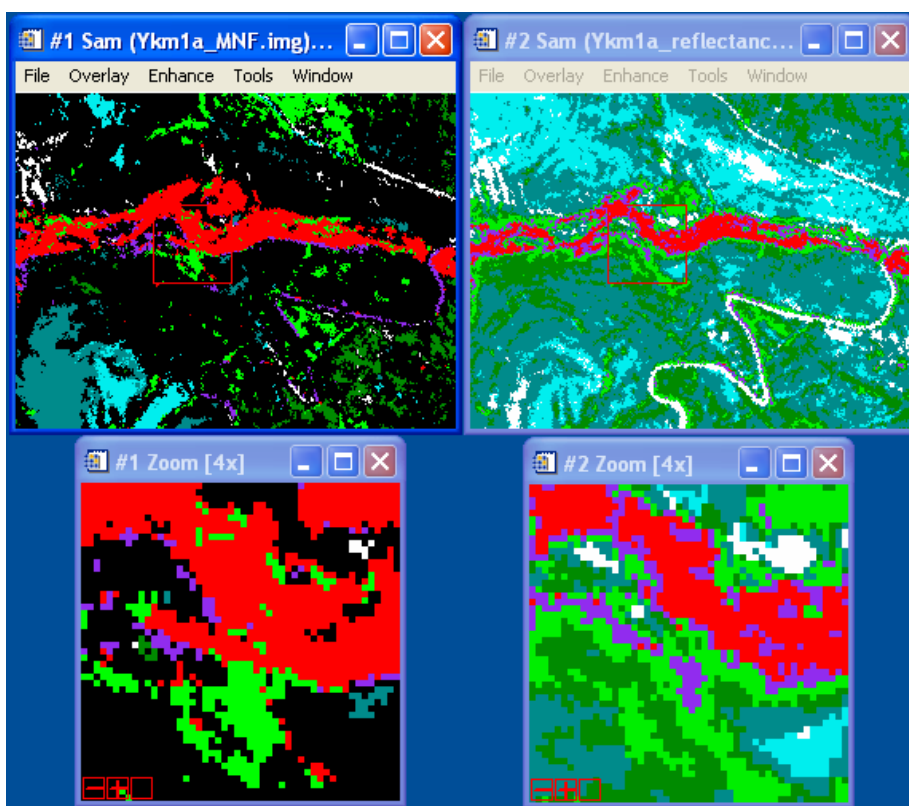 #1 Sam (Ykm1a_MNF.img)...
File Overlay Enhance Tools Window
#2 Sam (Ykm1a_reflectanc...
File Overlay Enhance Tools Window
#1 Zoom [4x]
#2 Zoom [4x]